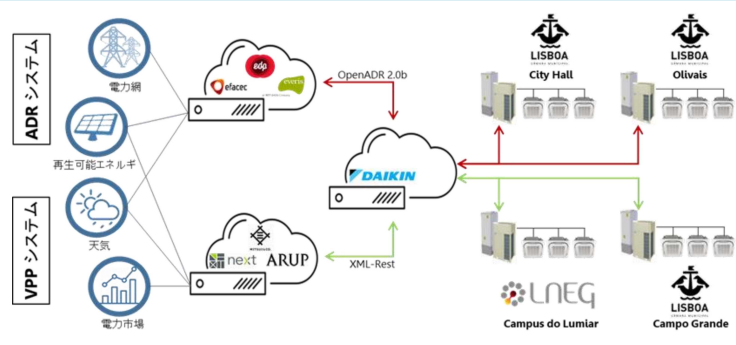 ADR システム
VPP システム
電力網
再生可能エネルギ
天気
電力市場
edp
efacec
everis
OpenADR 2.0b
next
ARUP
XML-Rest
DAIKIN
LISBOA
City Hall
LISBOA
Olivais
LNEG
Campus do Lumiar
LISBOA
Campo Grande